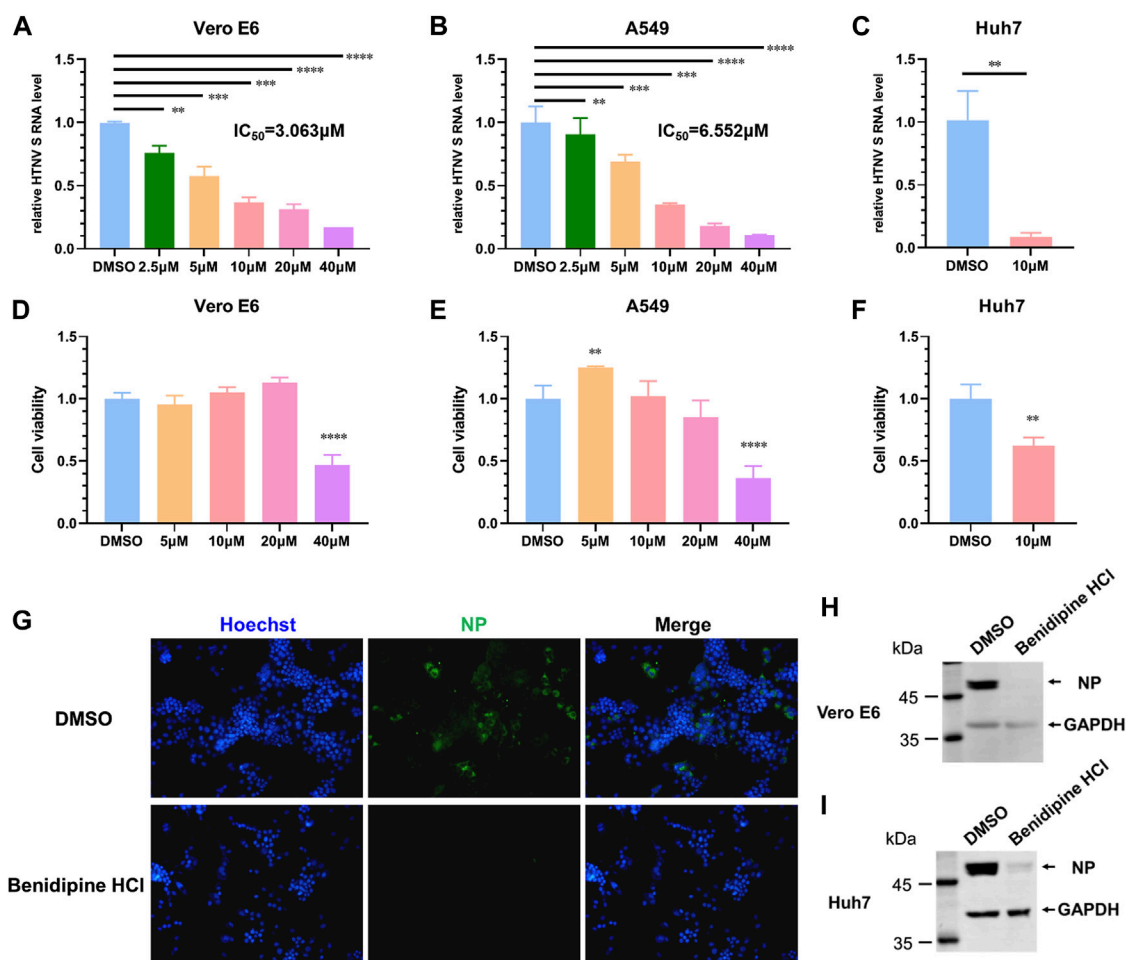 A
Vero E6
relative HTNV S RNA level
1.5
1.0
0.5
0.0
****
****
***
***
**
IC50=3.063μM
DMSO 2.5μM 5μM 10μM 20μM 40μM
B
A549
relative HTNV S RNA level
1.5
1.0
0.5
0.0
****
****
***
***
**
IC50=6.552μM
DMSO 2.5μM 5μM 10μM 20μM 40μM
C
Huh7
relative HTNV S RNA level
1.5
1.0
0.5
0.0
**
DMSO 10μM
D
Vero E6
Cell viability
1.5
1.0
0.5
0.0
****
DMSO 5μM 10μM 20μM 40μM
E
A549
Cell viability
1.5
1.0
0.5
0.0
**
****
DMSO 5μM 10μM 20μM 40μM
F
Huh7
Cell viability
1.5
1.0
0.5
0.0
**
DMSO 10μM
G
Hoechst NP Merge
DMSO
Benidipine HCl
H
kDa
DMSO
Benidipine HCl
45
35
NP
GAPDH
Vero E6
I
kDa
DMSO
Benidipine HCl
45
35
NP
GAPDH
Huh7